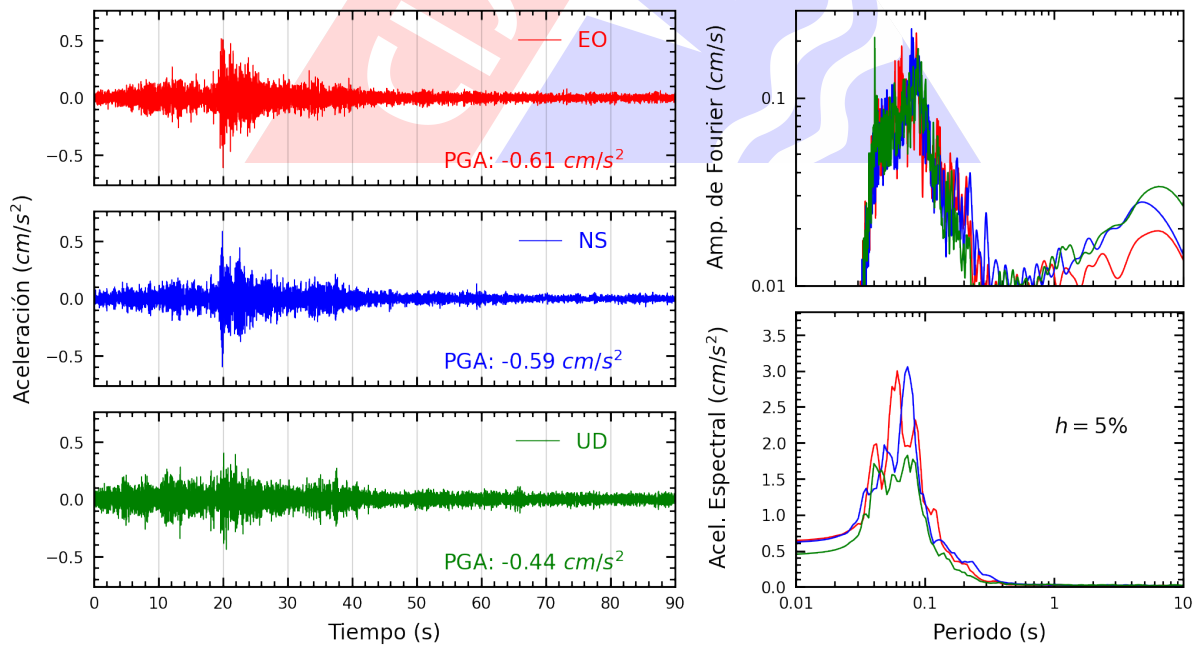 Aceleración (cm/s²)
0.5
0.0
−0.5
EO
PGA: -0.61 cm/s²
0.5
0.0
−0.5
NS
PGA: -0.59 cm/s²
0.5
0.0
−0.5
UD
PGA: -0.44 cm/s²
0 10 20 30 40 50 60 70 80 90
Tiempo (s)
Amp. de Fourier (cm/s)
0.1
0.01
Acel. Espectral (cm/s²)
3.5
3.0
2.5
2.0
1.5
1.0
0.5
0.0
h = 5%
0.01 0.1 1 10
Periodo (s)